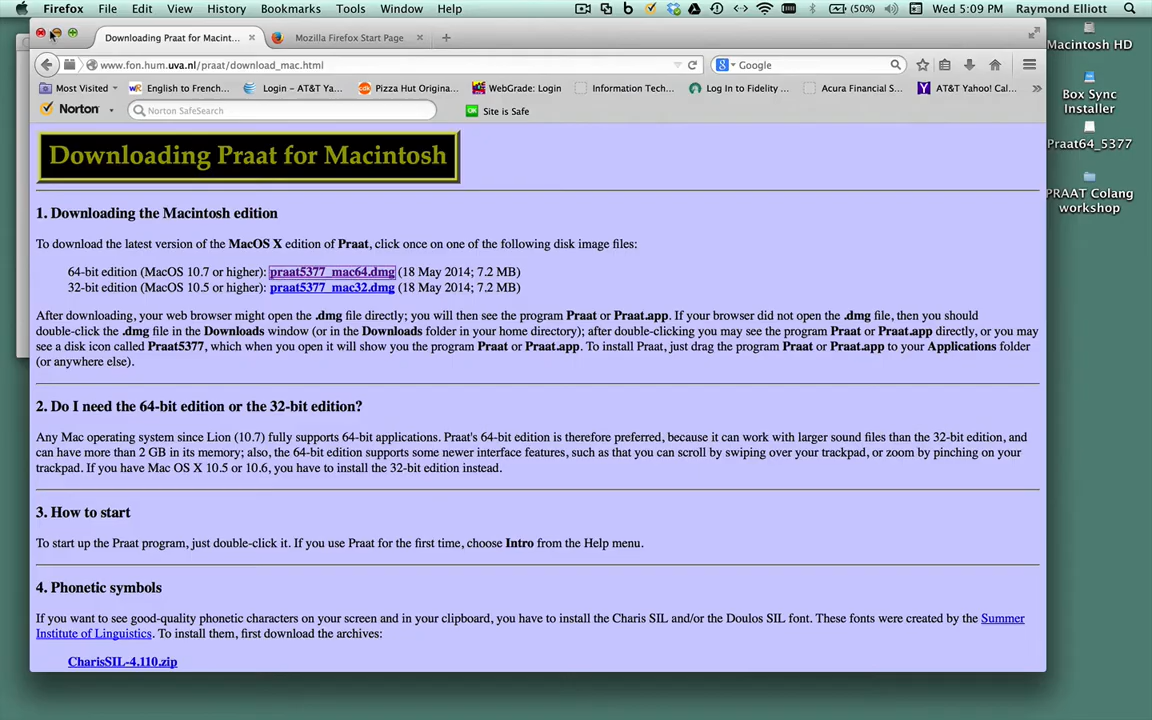 Firefox File Edit View History Bookmarks Tools Window Help (50%) Wed 5:09 PM Raymond Elliott
Downloading Praat for Macint... Mozilla Firefox Start Page
www.fon.hum.uva.nl/praat/download_mac.html Google
Most Visited English to French... Login – AT&T Ya... Pizza Hut Original... WebGrade: Login Information Tech... Log In to Fidelity ... Acura Financial S... AT&T Yahoo! Cal...
Norton Norton SafeSearch OK Site is Safe
Macintosh HD
Box Sync
Installer
Praat64_5377
PRAAT Colang
workshop
Downloading Praat for Macintosh
1. Downloading the Macintosh edition
To download the latest version of the MacOS X edition of Praat, click once on one of the following disk image files:
64-bit edition (MacOS 10.7 or higher): praat5377_mac64.dmg (18 May 2014; 7.2 MB)
32-bit edition (MacOS 10.5 or higher): praat5377_mac32.dmg (18 May 2014; 7.2 MB)
After downloading, your web browser might open the .dmg file directly; you will then see the program Praat or Praat.app. If your browser did not open the .dmg file, then you should
double-click the .dmg file in the Downloads window (or in the Downloads folder in your home directory); after double-clicking you may see the program Praat or Praat.app directly, or you may
see a disk icon called Praat5377, which when you open it will show you the program Praat or Praat.app. To install Praat, just drag the program Praat or Praat.app to your Applications folder
(or anywhere else).
2. Do I need the 64-bit edition or the 32-bit edition?
Any Mac operating system since Lion (10.7) fully supports 64-bit applications. Praat's 64-bit edition is therefore preferred, because it can work with larger sound files than the 32-bit edition, and
can have more than 2 GB in its memory; also, the 64-bit edition supports some newer interface features, such as that you can scroll by swiping over your trackpad, or zoom by pinching on your
trackpad. If you have Mac OS X 10.5 or 10.6, you have to install the 32-bit edition instead.
3. How to start
To start up the Praat program, just double-click it. If you use Praat for the first time, choose Intro from the Help menu.
4. Phonetic symbols
If you want to see good-quality phonetic characters on your screen and in your clipboard, you have to install the Charis SIL and/or the Doulos SIL font. These fonts were created by the Summer
Institute of Linguistics. To install them, first download the archives:
CharisSIL-4.110.zip